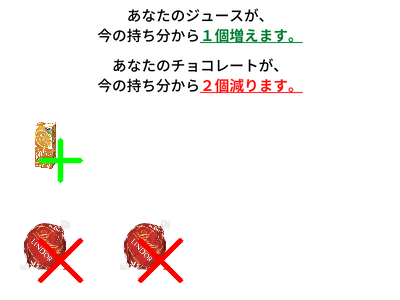 あなたのジュースが、
今の持ち分から１個増えます。
あなたのチョコレートが、
今の持ち分から２個減ります。
LINDOR
LINDOR